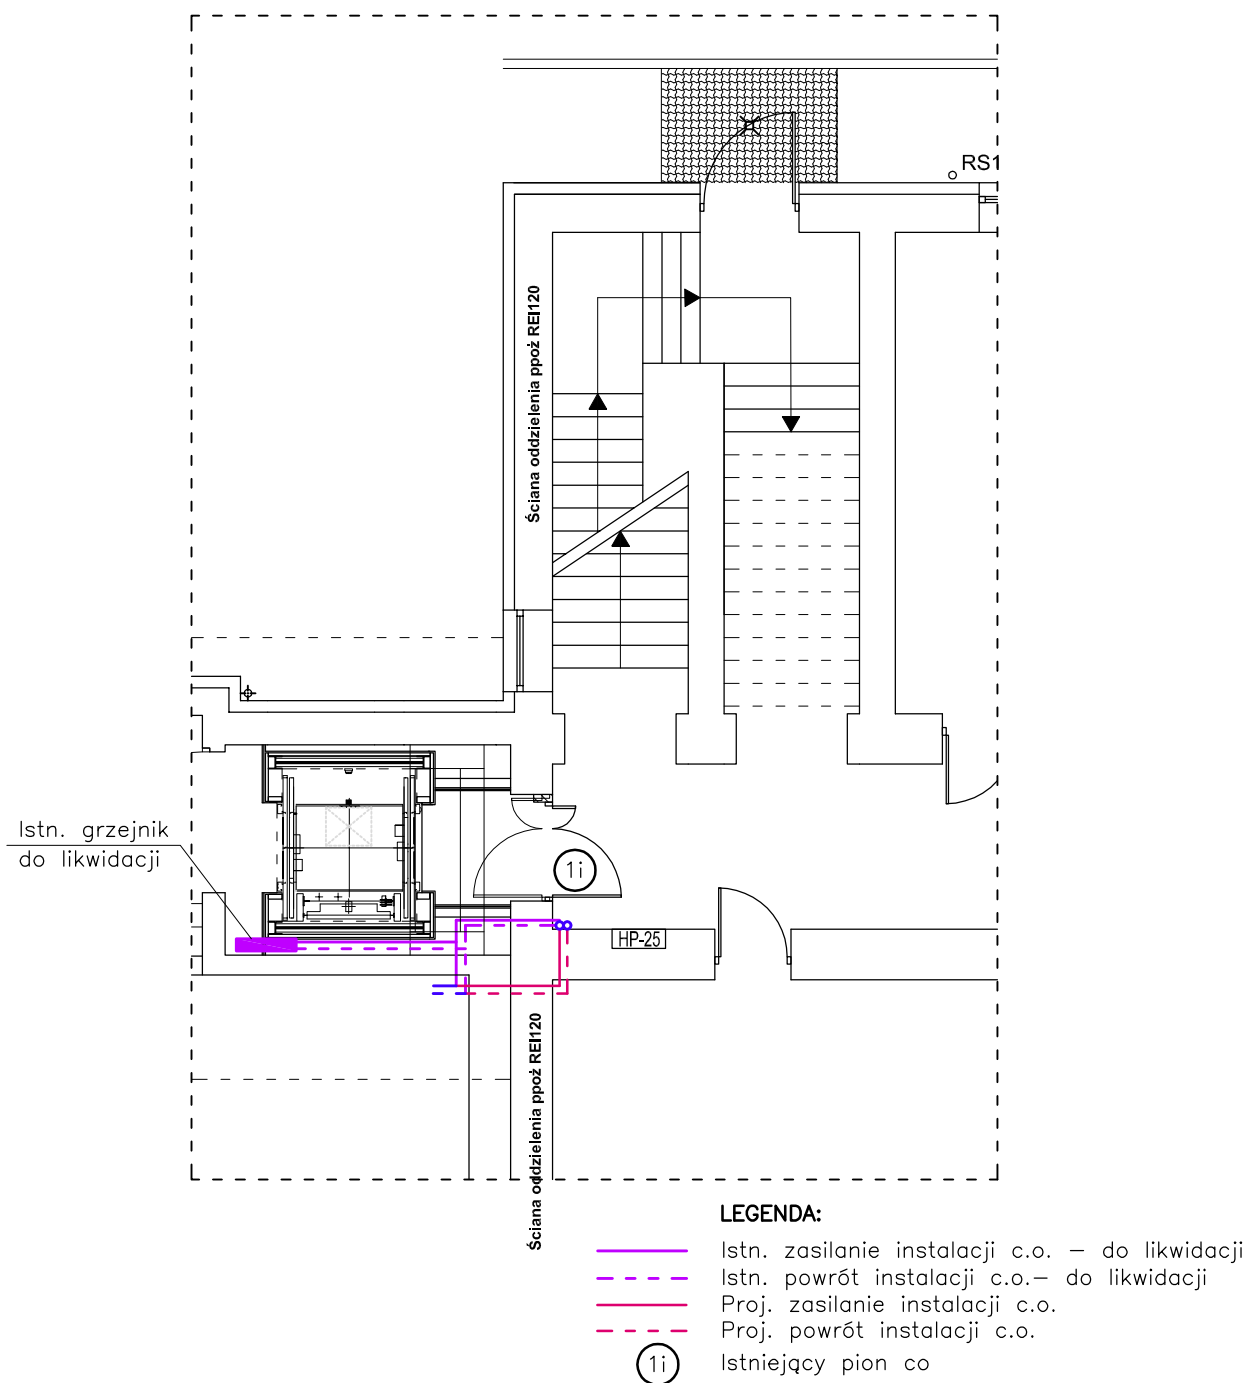 RS1
Ściana oddzielenia ppoż REI120
Istn. grzejnik
do likwidacji
1i
HP-25
Ściana oddzielenia ppoż REI120
LEGENDA:
Istn. zasilanie instalacji c.o. – do likwidacji
Istn. powrót instalacji c.o.– do likwidacji
Proj. zasilanie instalacji c.o.
Proj. powrót instalacji c.o.
1i Istniejący pion co